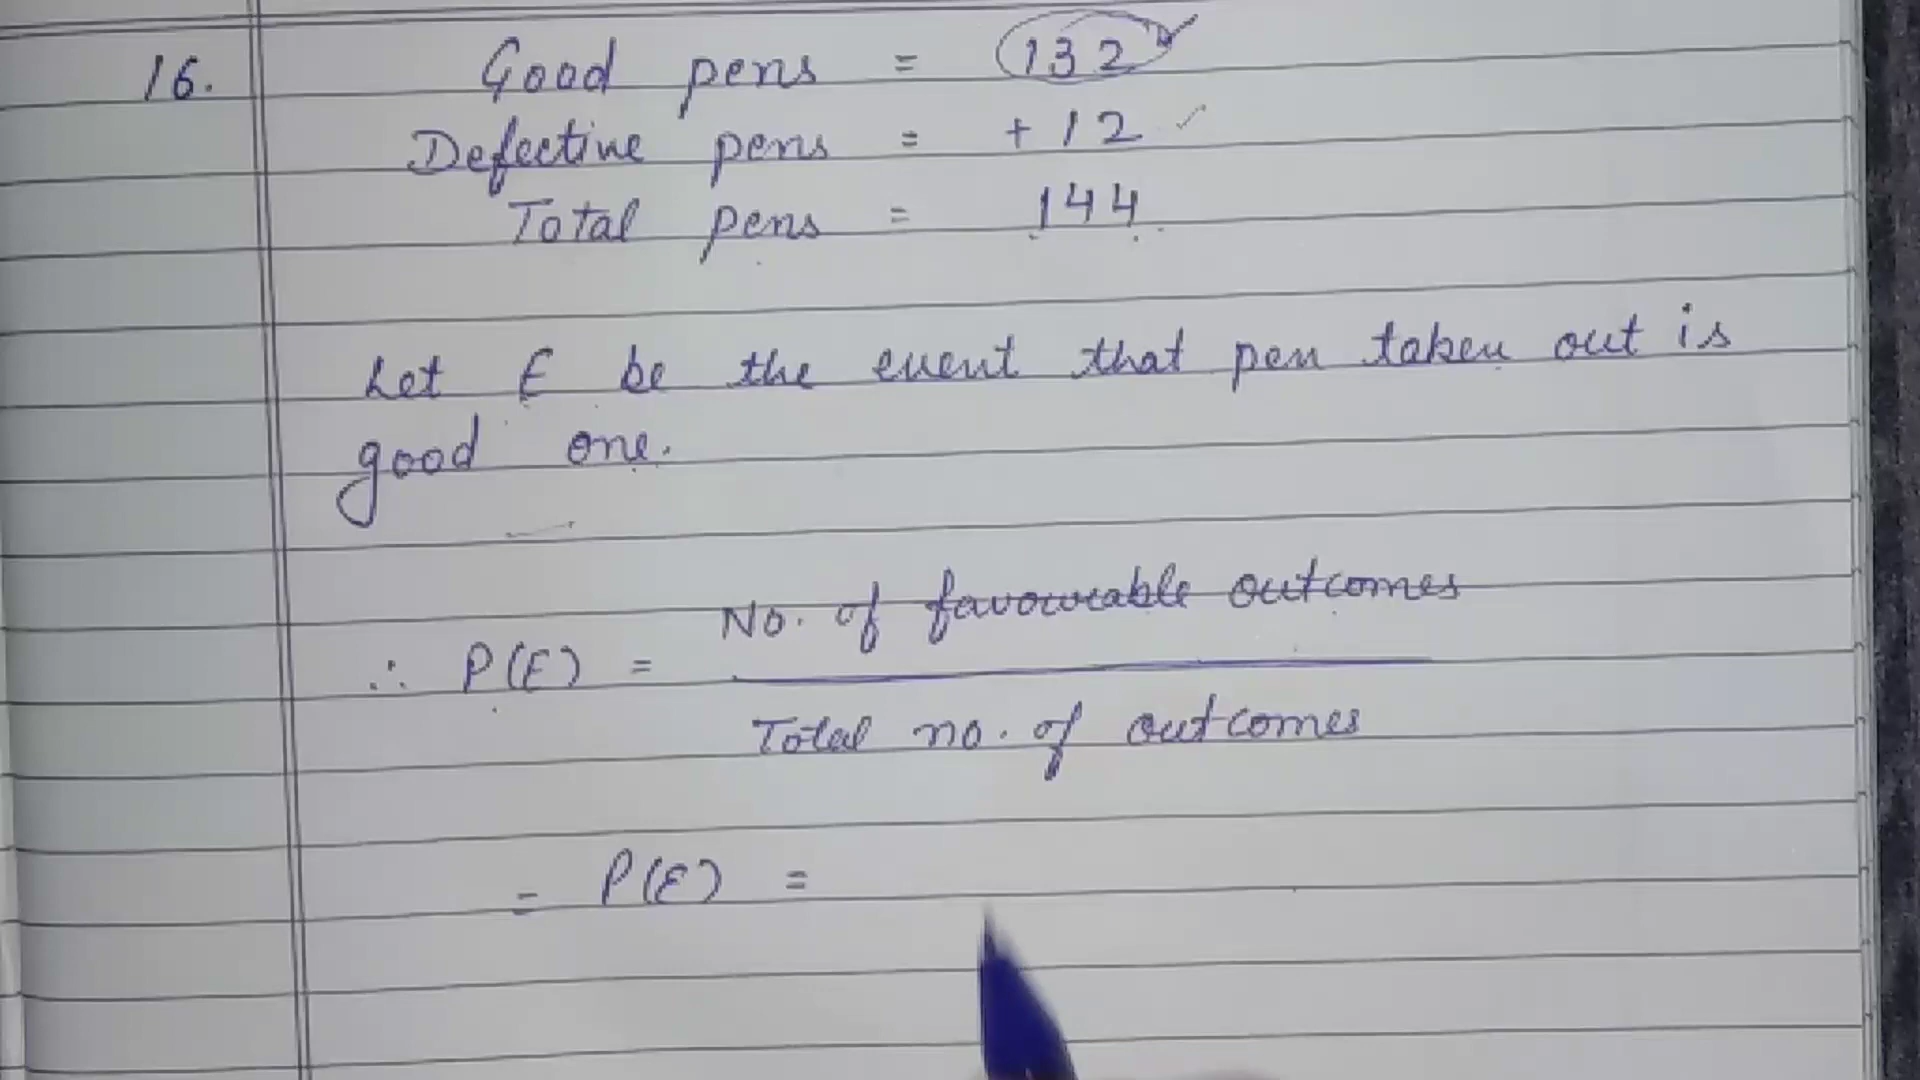 16. Good pens = 132
Defective pens = + 12
Total pens = 144
Let E be the event that pen taken out is
good one.
No. of favourable outcomes
∴ P(E) =
Total no. of outcomes
= P(E) =